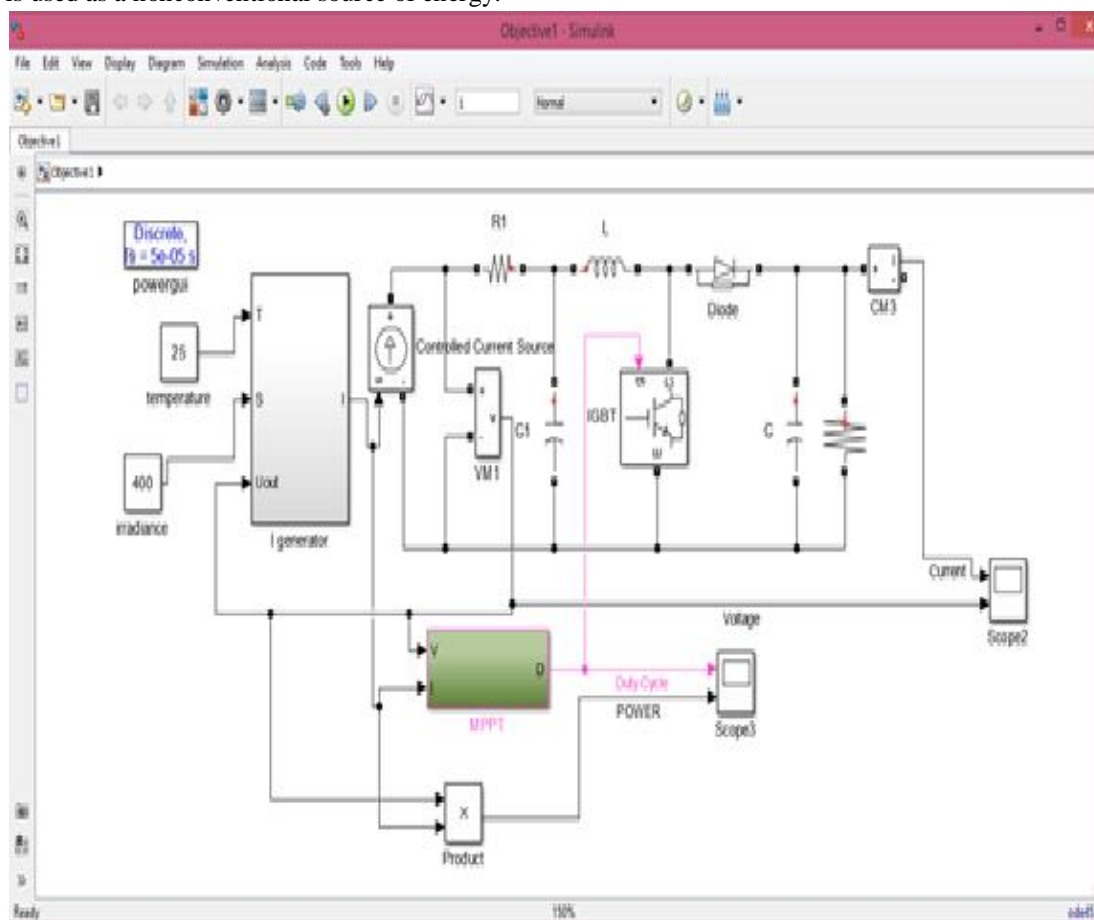 is used as a nonconventional source of energy.
Objective1 - Simulink
File Edit View Display Diagram Simulation Analysis Code Tools Help
Normal
Objective1
Objective1
Discrete,
= 5e-05 s
powergui
R1
L
Diode
CM3
T
25
temperature
S
400
irradiance
Uout
I
I generator
Controlled Current Source
v
VM1
C1
IGBT
C
Current
Voltage
Scope2
V
I
D
MPPT
Duty Cycle
POWER
Scope3
×
Product
Ready
150%